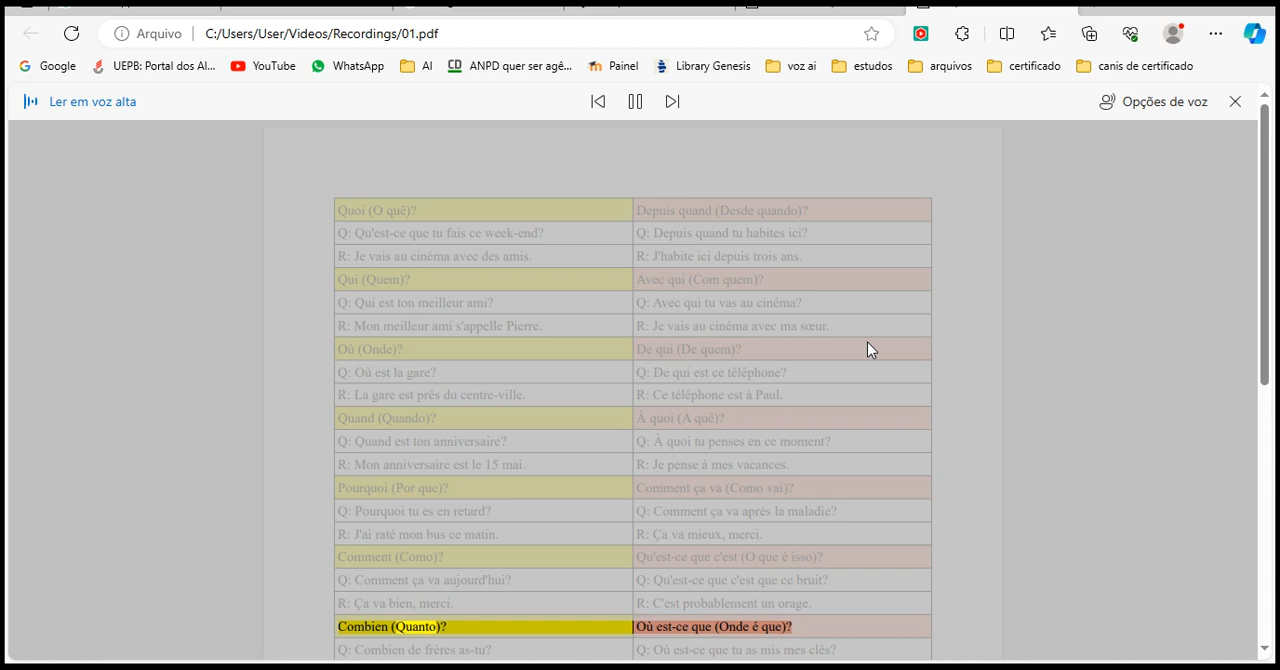 Arquivo
C:/Users/User/Videos/Recordings/01.pdf
Google
UEPB: Portal dos Al...
YouTube
WhatsApp
AI
ANPD quer ser agê...
Painel
Library Genesis
voz ai
estudos
arquivos
certificado
canis de certificado
Ler em voz alta
Opções de voz
Quoi (O quê)?
Depuis quand (Desde quando)?
Q: Qu'est-ce que tu fais ce week-end?
Q: Depuis quand tu habites ici?
R: Je vais au cinéma avec des amis.
R: J'habite ici depuis trois ans.
Qui (Quem)?
Avec qui (Com quem)?
Q: Qui est ton meilleur ami?
Q: Avec qui tu vas au cinéma?
R: Mon meilleur ami s'appelle Pierre.
R: Je vais au cinéma avec ma sœur.
Où (Onde)?
De qui (De quem)?
Q: Où est la gare?
Q: De qui est ce téléphone?
R: La gare est près du centre-ville.
R: Ce téléphone est à Paul.
Quand (Quando)?
À quoi (A quê)?
Q: Quand est ton anniversaire?
Q: À quoi tu penses en ce moment?
R: Mon anniversaire est le 15 mai.
R: Je pense à mes vacances.
Pourquoi (Por que)?
Comment ça va (Como vai)?
Q: Pourquoi tu es en retard?
Q: Comment ça va après la maladie?
R: J'ai raté mon bus ce matin.
R: Ça va mieux, merci.
Comment (Como)?
Qu'est-ce que c'est (O que é isso)?
Q: Comment ça va aujourd'hui?
Q: Qu'est-ce que c'est que ce bruit?
R: Ça va bien, merci.
R: C'est probablement un orage.
Combien (Quanto)?
Où est-ce que (Onde é que)?
Q: Combien de frères as-tu?
Q: Où est-ce que tu as mis mes clés?